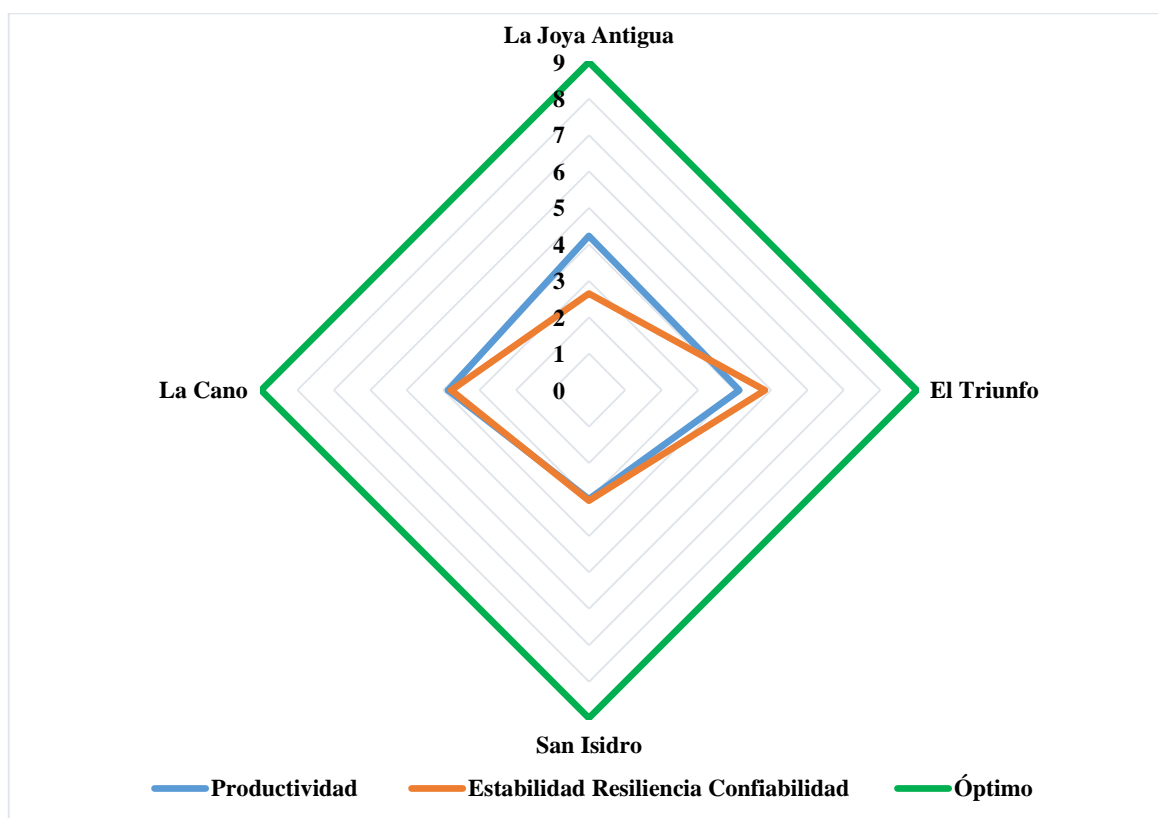 La Joya Antigua
9
8
7
6
5
4
3
2
1
0
La Cano
El Triunfo
San Isidro
Productividad
Estabilidad Resiliencia Confiabilidad
Óptimo